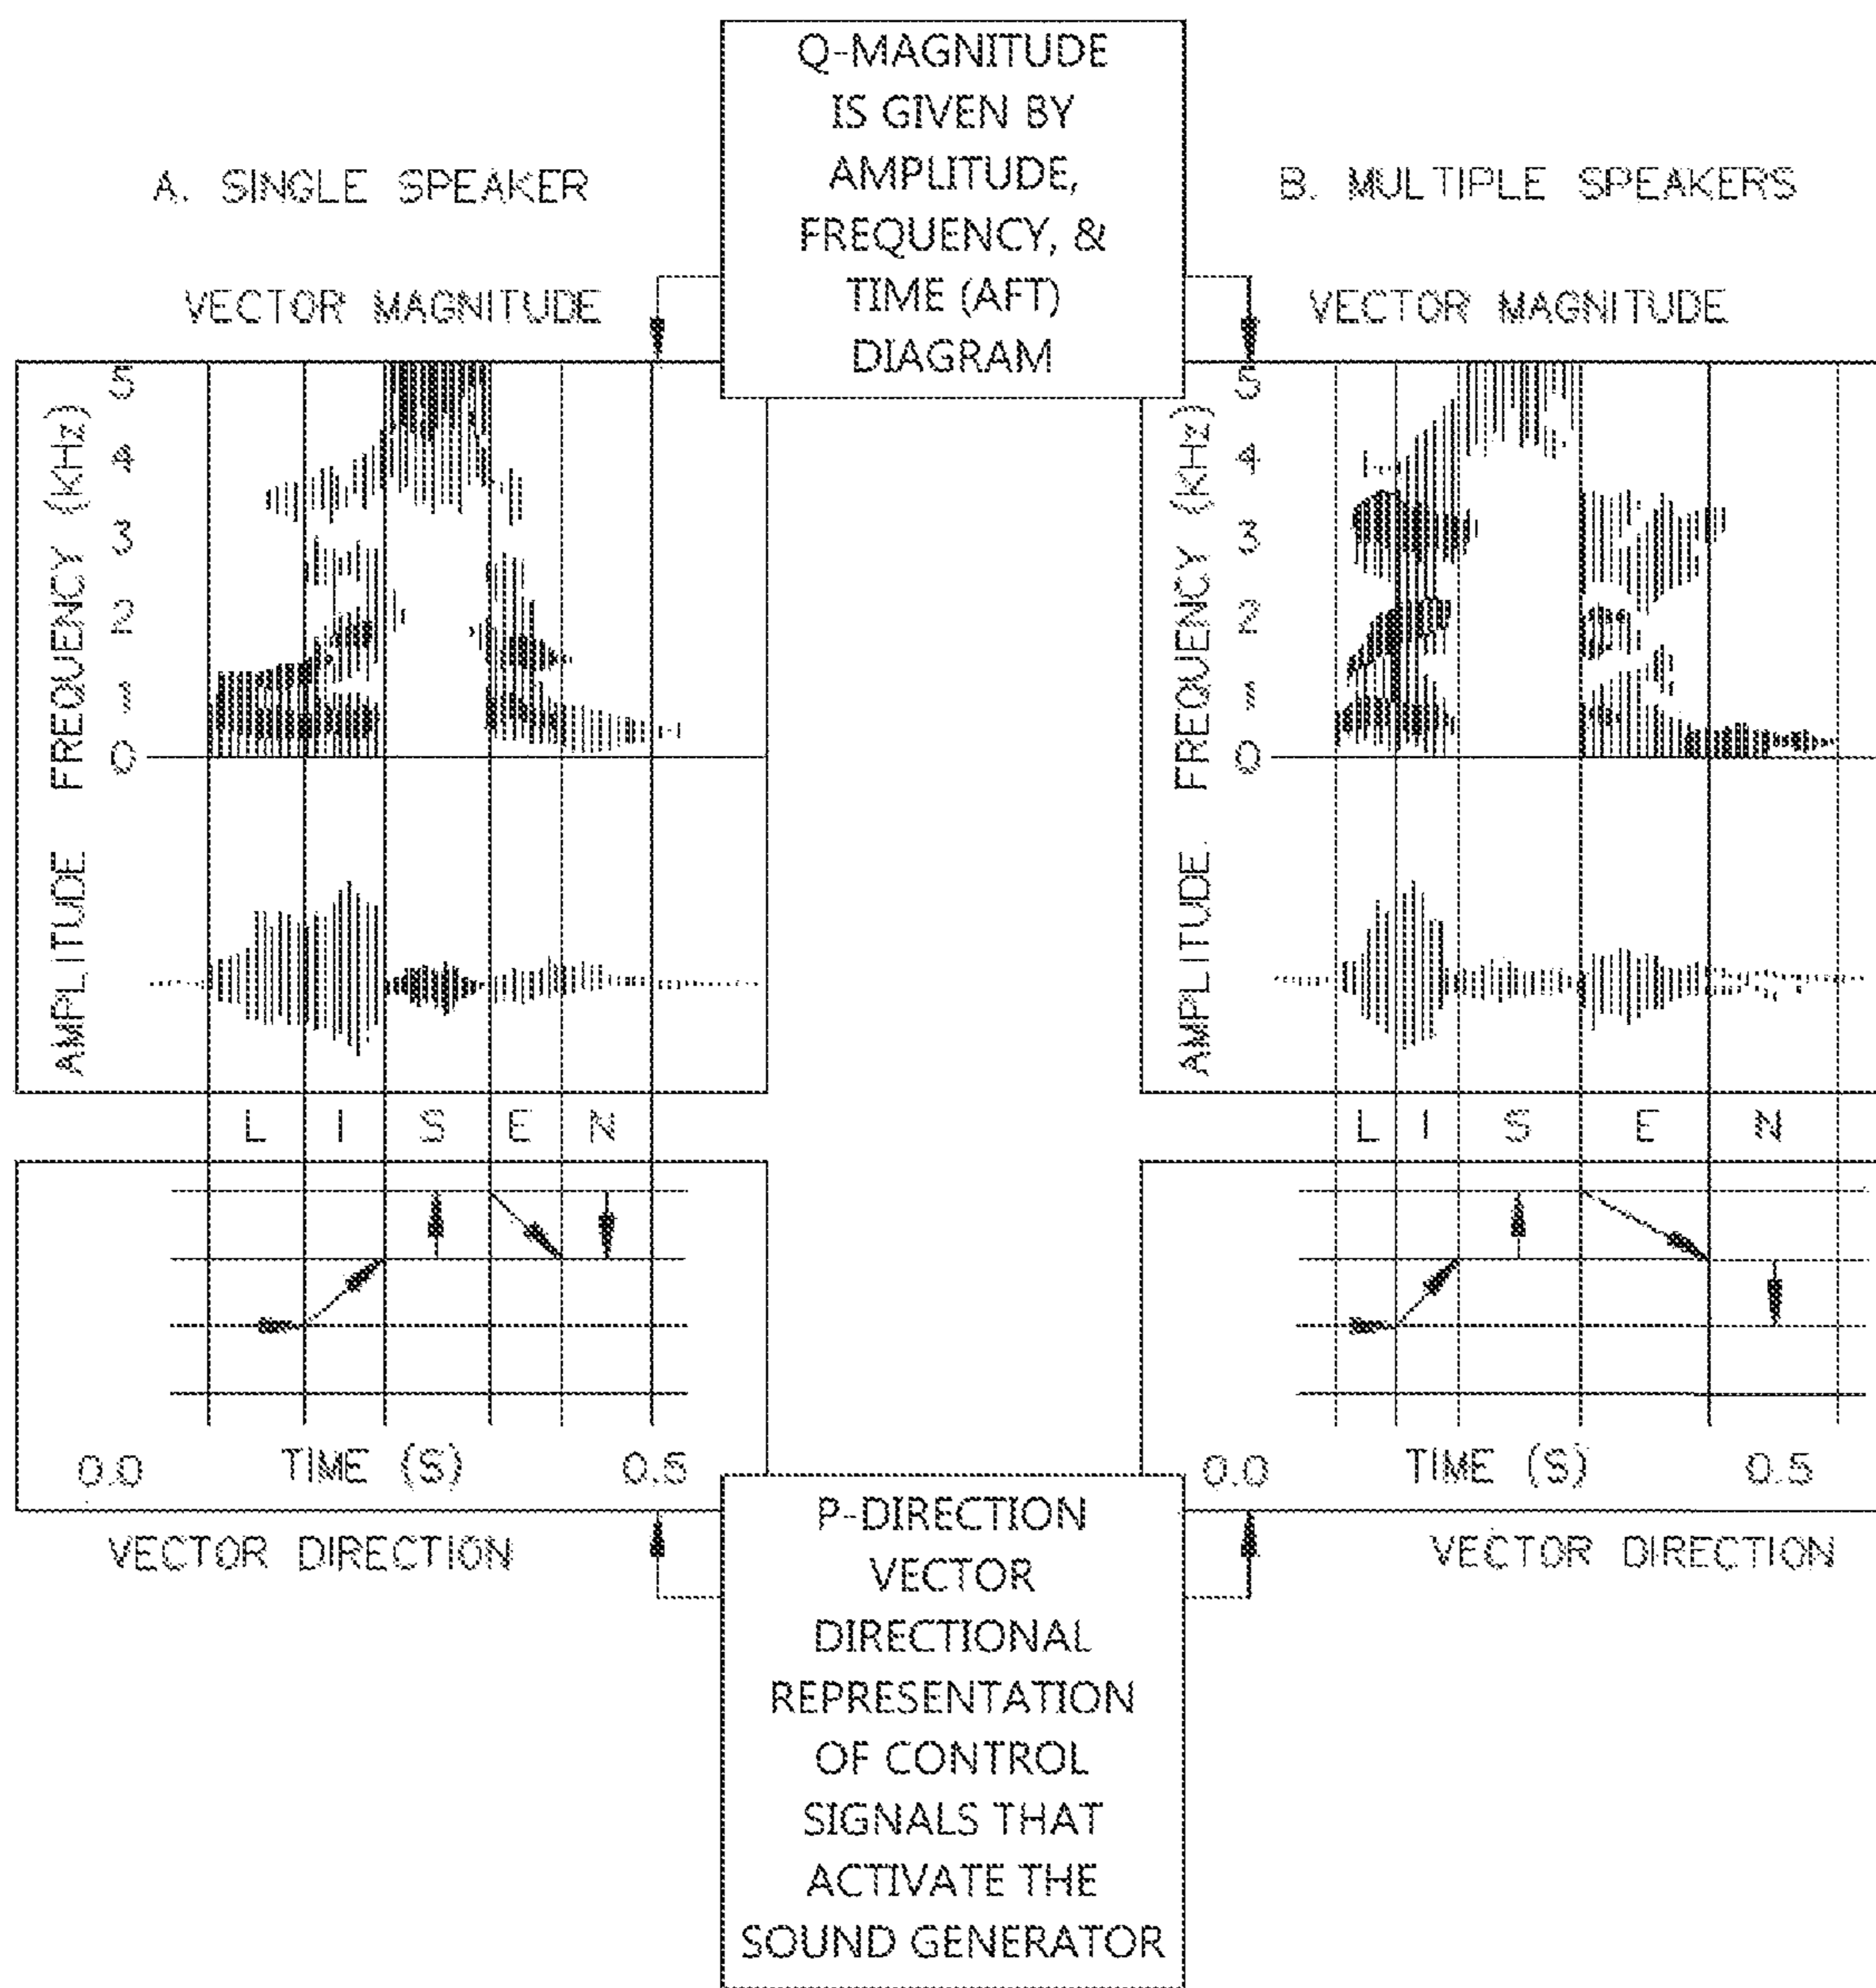 Q-MAGNITUDE
IS GIVEN BY
AMPLITUDE,
FREQUENCY, &
TIME (AFT)
DIAGRAM
A. SINGLE SPEAKER
VECTOR MAGNITUDE
FREQUENCY (KHz)
5
4
3
2
1
0
AMPLITUDE
L I S E N
0.0 TIME (S) 0.5
VECTOR DIRECTION
B. MULTIPLE SPEAKERS
VECTOR MAGNITUDE
FREQUENCY (KHz)
5
4
3
2
1
0
AMPLITUDE.
L I S E N
0.0 TIME (S) 0.5
VECTOR DIRECTION
P-DIRECTION
VECTOR
DIRECTIONAL
REPRESENTATION
OF CONTROL
SIGNALS THAT
ACTIVATE THE
SOUND GENERATOR